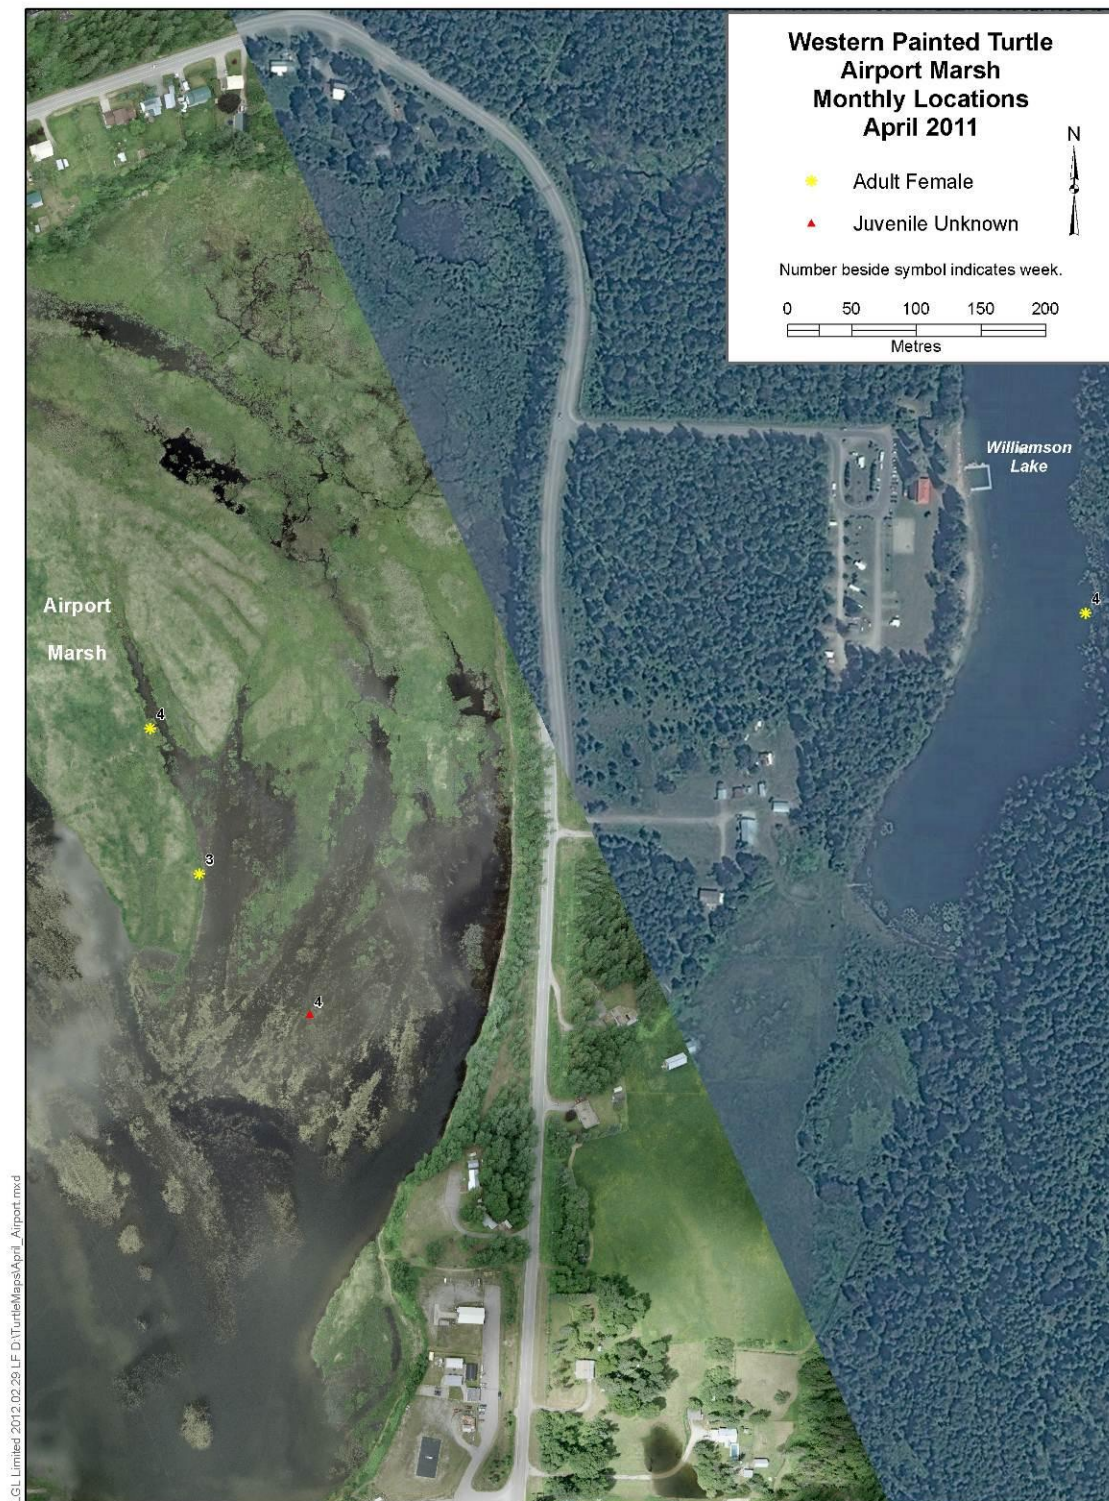 Western Painted Turtle
Airport Marsh
Monthly Locations
April 2011
N
Adult Female
Juvenile Unknown
Number beside symbol indicates week.
0 50 100 150 200
Metres
Williamson
Lake
4
Airport
Marsh
4
3
4
LGL Limited 2012.02.29 LF D:\TurtleMaps\April_Airport.mxd